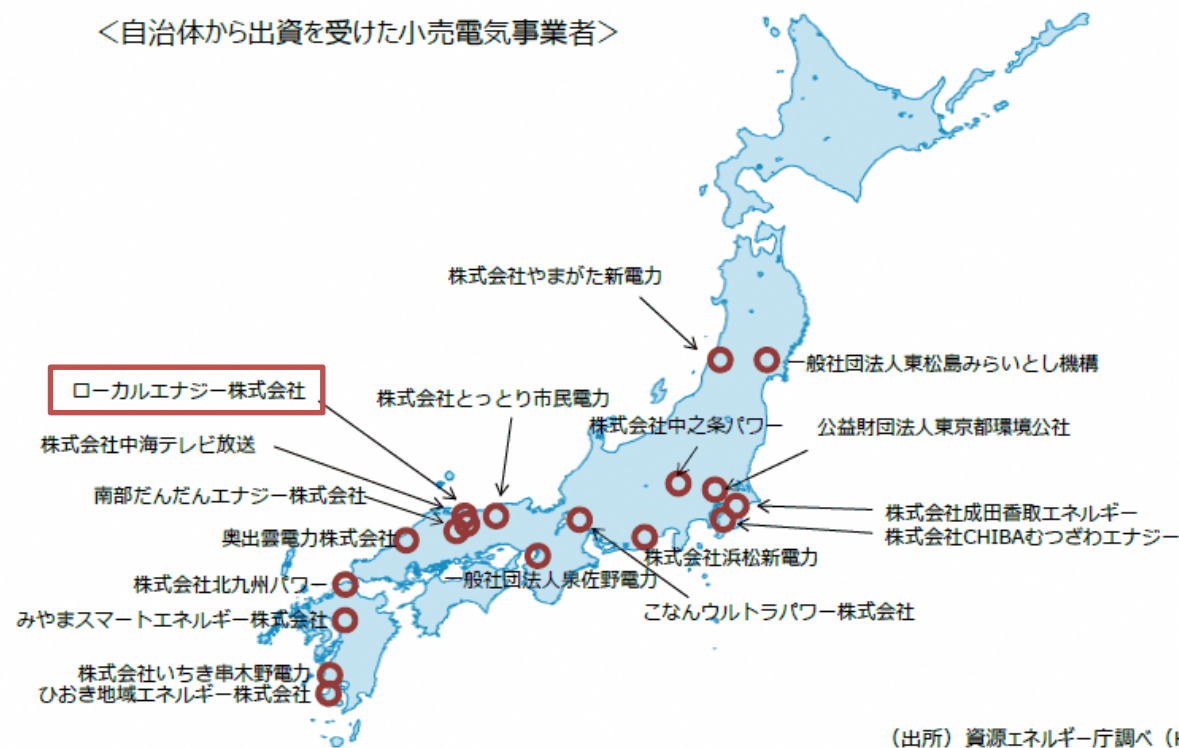 ＜自治体から出資を受けた小売電気事業者＞
株式会社やまがた新電力
一般社団法人東松島みらいとし機構
ローカルエナジー株式会社
株式会社とっとり市民電力
株式会社中之条パワー
公益財団法人東京都環境公社
株式会社中海テレビ放送
南部だんだんエナジー株式会社
株式会社成田香取エネルギー
奥出雲電力株式会社
株式会社CHIBAむつざわエナジー
株式会社浜松新電力
株式会社北九州パワー
一般社団法人泉佐野電力
こなんウルトラパワー株式会社
みやまスマートエネルギー株式会社
株式会社いちき串木野電力
ひおき地域エネルギー株式会社
（出所）資源エネルギー庁調べ（